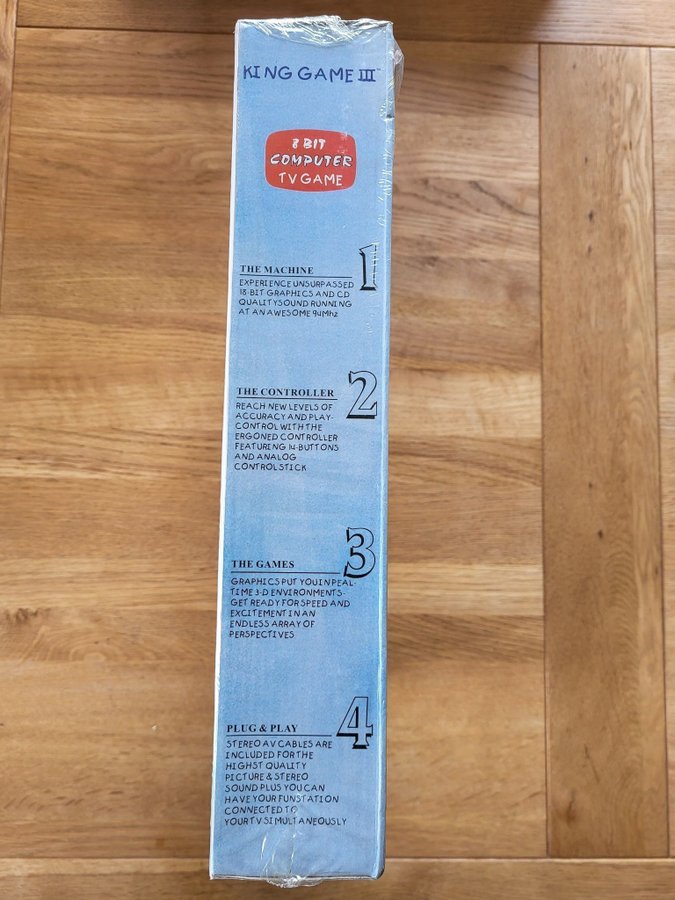 KING GAME III™
8 BIT
COMPUTER
TV GAME
1
THE MACHINE
EXPERIENCE UNSURPASSED
18-BIT GRAPHICS AND CD
QUALITYSOUND RUNNING
AT AN AWESOME 94Mhz
2
THE CONTROLLER
REACH NEW LEVELS OF
ACCURACY AND PLAY-
CONTROL WITH THE
ERGONED CONTROLLER
FEATURING 14-BUTTONS
AND ANALOG
CONTROL STICK
3
THE GAMES
GRAPHICS PUT YOU IN PEAL-
TIME 3-D ENVIRONMENTS.
GET READY FOR SPEED AND
EXCITEMENT IN AN
ENDLESS ARRAY OF
PERSPECTIVES
4
PLUG & PLAY
STEREO AV CABLES ARE
INCLUDED FOR THE
HIGHST QUALITY
PICTURE & STEREO
SOUND PLUS YOU CAN
HAVE YOUR FUNSTATION
CONNECTED TO
YOUR TV SIMULTANEOUSLY